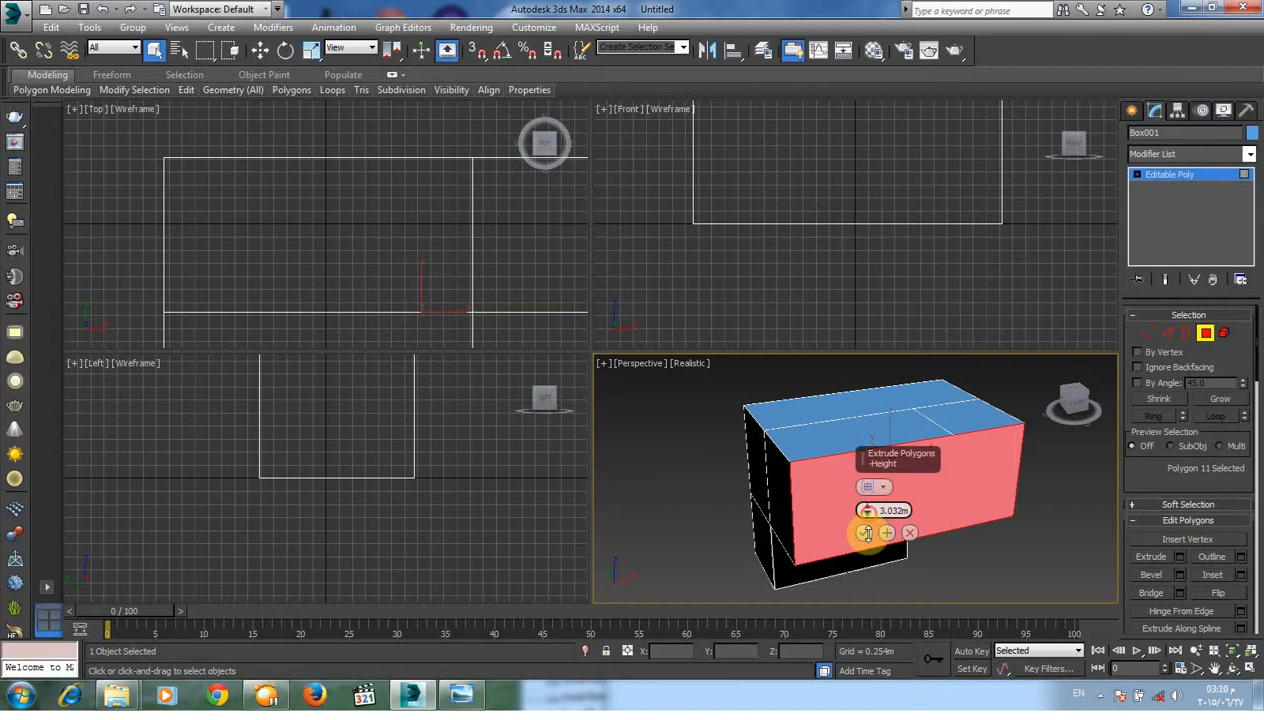 Workspace: Default
Autodesk 3ds Max 2014 x64    Untitled
Type a keyword or phrase
Edit Tools Group Views Create Modifiers Animation Graph Editors Rendering Customize MAXScript Help
All
View
Create Selection Se
Modeling Freeform Selection Object Paint Populate
Polygon Modeling Modify Selection Edit Geometry (All) Polygons Loops Tris Subdivision Visibility Align Properties
[+] [Top] [Wireframe]
TOP
[+] [Front] [Wireframe]
FRONT
[+] [Left] [Wireframe]
LEFT
[+] [Perspective] [Realistic]
Extrude Polygons
-Height
3.032m
Box001
Modifier List
Editable Poly
Selection
By Vertex
Ignore Backfacing
By Angle: 45.0
Shrink Grow
Ring Loop
Preview Selection
Off SubObj Multi
Polygon 11 Selected
Soft Selection
Edit Polygons
Insert Vertex
Extrude Outline
Bevel Inset
Bridge Flip
Hinge From Edge
Extrude Along Spline
0 / 100
0 5 10 15 20 25 30 35 40 45 50 55 60 65 70 75 80 85 90 95 100
1 Object Selected
X: Y: Z:
Grid = 0.254m
Auto Key Selected
Welcome to M
Click or click-and-drag to select objects
Add Time Tag
Set Key Key Filters...
0
321
EN
03:10 م
٢٠١٥/٠٦/٢٧